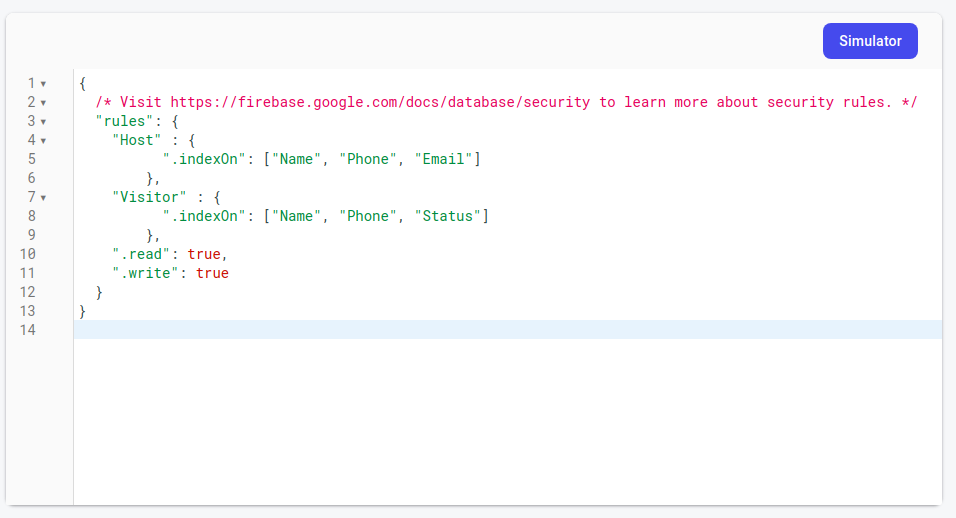 Simulator
1 {
2 /* Visit https://firebase.google.com/docs/database/security to learn more about security rules. */
3 "rules": {
4 "Host" : {
5 ".indexOn": ["Name", "Phone", "Email"]
6 },
7 "Visitor" : {
8 ".indexOn": ["Name", "Phone", "Status"]
9 },
10 ".read": true,
11 ".write": true
12 }
13 }
14